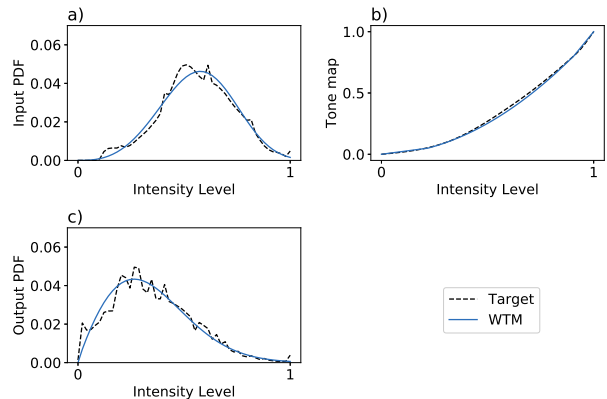 a)
0.06
0.04
0.02
0.00
Input PDF
0
1
Intensity Level
b)
1.0
0.5
0.0
Tone map
0
1
Intensity Level
c)
0.06
0.04
0.02
0.00
Output PDF
0
1
Intensity Level
Target
WTM